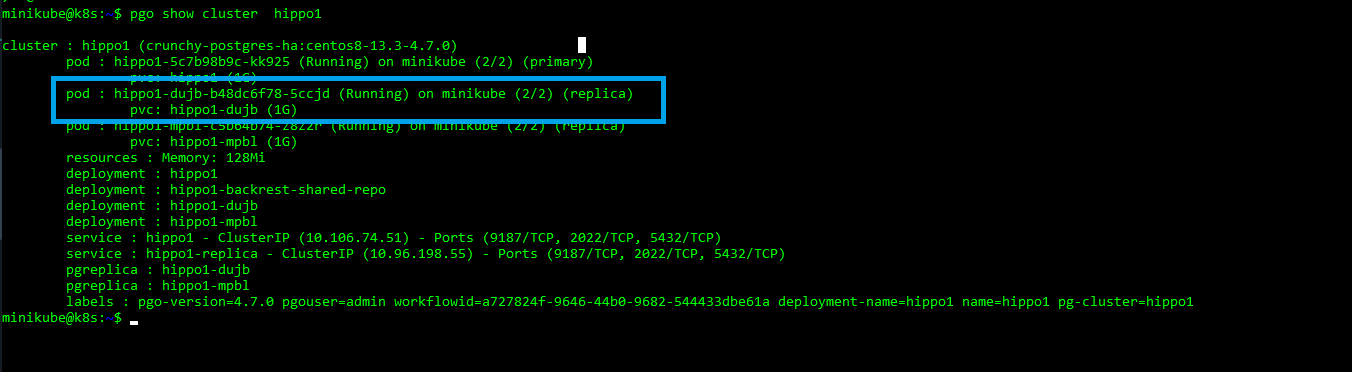 minikube@k8s:~$ pgo show cluster  hippo1
cluster : hippo1 (crunchy-postgres-ha:centos8-13.3-4.7.0)
pod : hippo1-5c7b98b9c-kk925 (Running) on minikube (2/2) (primary)
pvc: hippo1 (1G)
pod : hippo1-dujb-b48dc6f78-5ccjd (Running) on minikube (2/2) (replica)
pvc: hippo1-dujb (1G)
pod : hippo1-mpbl-c5b64b74-z8z2r (Running) on minikube (2/2) (replica)
pvc: hippo1-mpbl (1G)
resources : Memory: 128Mi
deployment : hippo1
deployment : hippo1-backrest-shared-repo
deployment : hippo1-dujb
deployment : hippo1-mpbl
service : hippo1 - ClusterIP (10.106.74.51) - Ports (9187/TCP, 2022/TCP, 5432/TCP)
service : hippo1-replica - ClusterIP (10.96.198.55) - Ports (9187/TCP, 2022/TCP, 5432/TCP)
pgreplica : hippo1-dujb
pgreplica : hippo1-mpbl
labels : pgo-version=4.7.0 pgouser=admin workflowid=a727824f-9646-44b0-9682-544433dbe61a deployment-name=hippo1 name=hippo1 pg-cluster=hippo1
minikube@k8s:~$